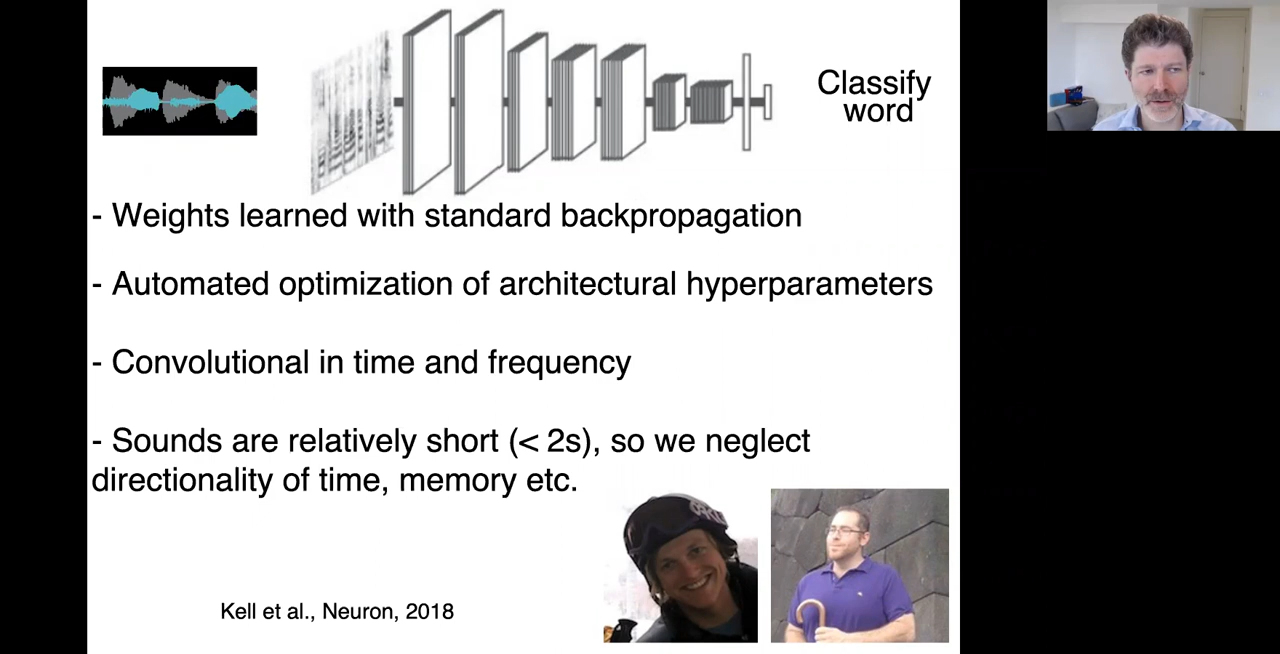 Classify
word
- Weights learned with standard backpropagation
- Automated optimization of architectural hyperparameters
- Convolutional in time and frequency
- Sounds are relatively short (< 2s), so we neglect
directionality of time, memory etc.
Kell et al., Neuron, 2018